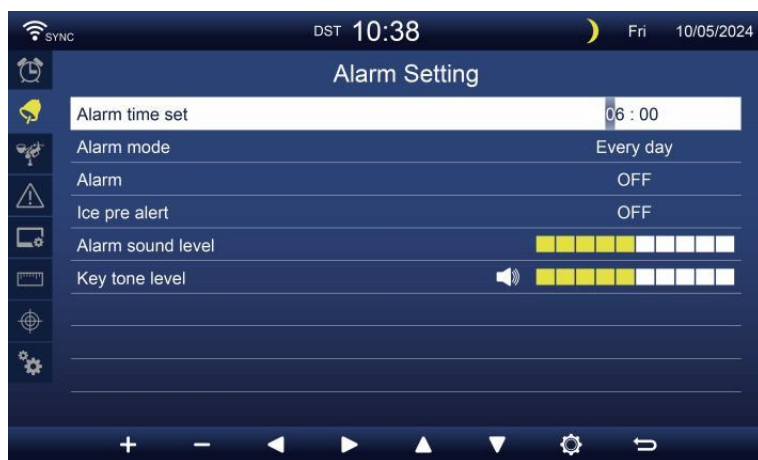 SYNC DST 10:38 Fri 10/05/2024
Alarm Setting
Alarm time set 06 : 00
Alarm mode Every day
Alarm OFF
Ice pre alert OFF
Alarm sound level
Key tone level